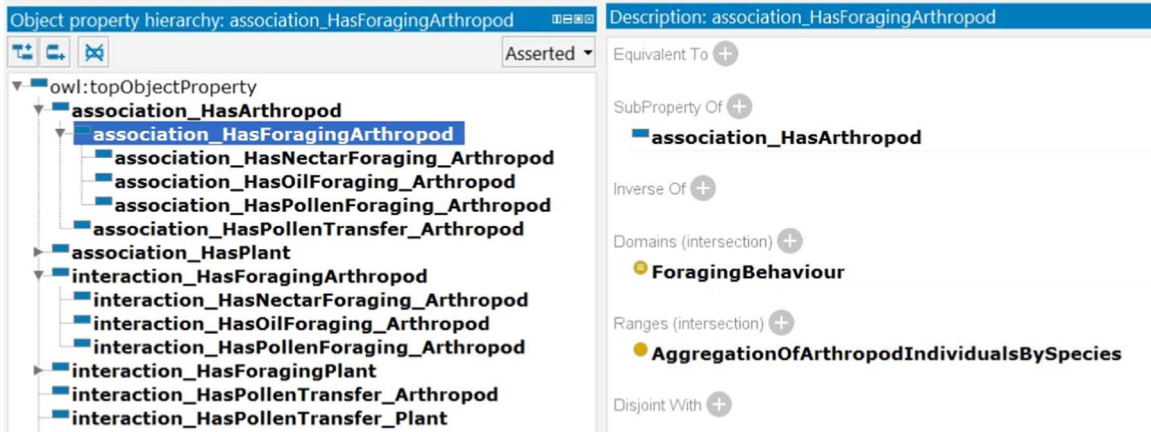 Object property hierarchy: association_HasForagingArthropod
Asserted
owl:topObjectProperty
association_HasArthropod
association_HasForagingArthropod
association_HasNectarForaging_Arthropod
association_HasOilForaging_Arthropod
association_HasPollenForaging_Arthropod
association_HasPollenTransfer_Arthropod
association_HasPlant
interaction_HasForagingArthropod
interaction_HasNectarForaging_Arthropod
interaction_HasOilForaging_Arthropod
interaction_HasPollenForaging_Arthropod
interaction_HasForagingPlant
interaction_HasPollenTransfer_Arthropod
interaction_HasPollenTransfer_Plant
Description: association_HasForagingArthropod
Equivalent To
SubProperty Of
association_HasArthropod
Inverse Of
Domains (intersection)
ForagingBehaviour
Ranges (intersection)
AggregationOfArthropodIndividualsBySpecies
Disjoint With